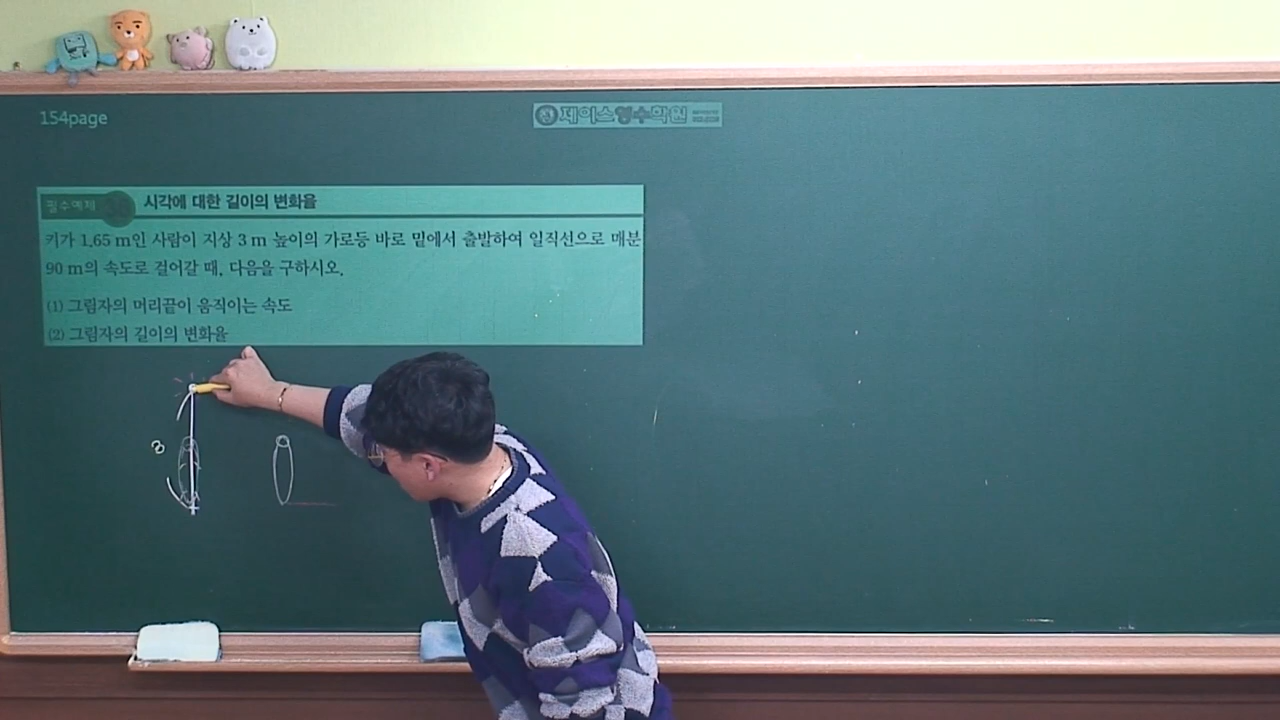 154page
제이스영수학원
필수예제
시각에 대한 길이의 변화율
키가 1.65 m인 사람이 지상 3 m 높이의 가로등 바로 밑에서 출발하여 일직선으로 매분
90 m의 속도로 걸어갈 때, 다음을 구하시오.
(1) 그림자의 머리끝이 움직이는 속도
(2) 그림자의 길이의 변화율
3